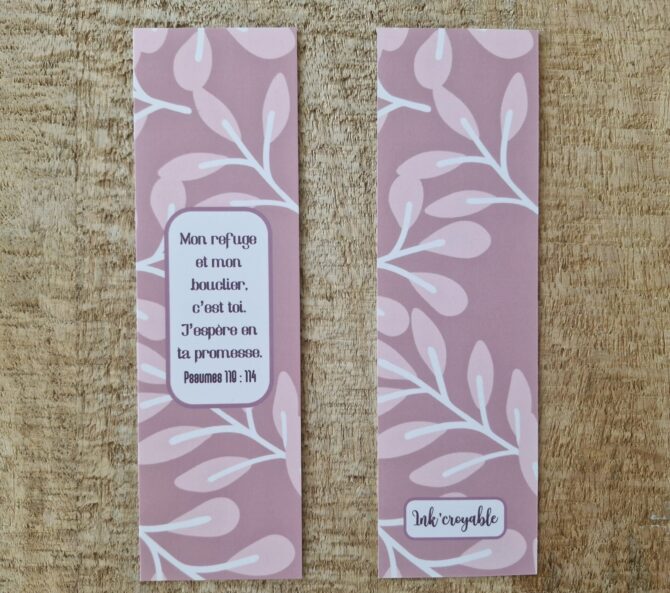 Mon refuge
et mon
bouclier,
c'est toi.
J'espère en
ta promesse.
Psaumes 119 : 114
Ink'croyable